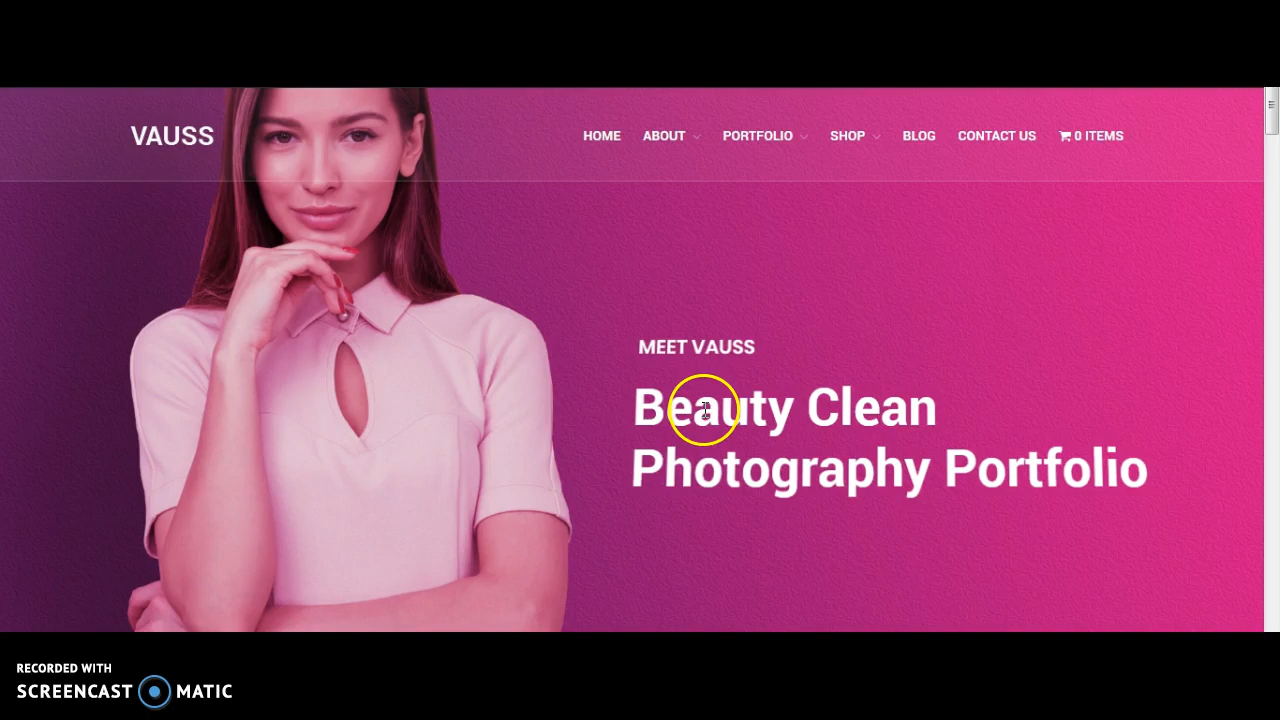 VAUSS
HOME ABOUT PORTFOLIO SHOP BLOG CONTACT US 0 ITEMS
MEET VAUSS
Beauty Clean
Photography Portfolio
RECORDED WITH
SCREENCAST MATIC